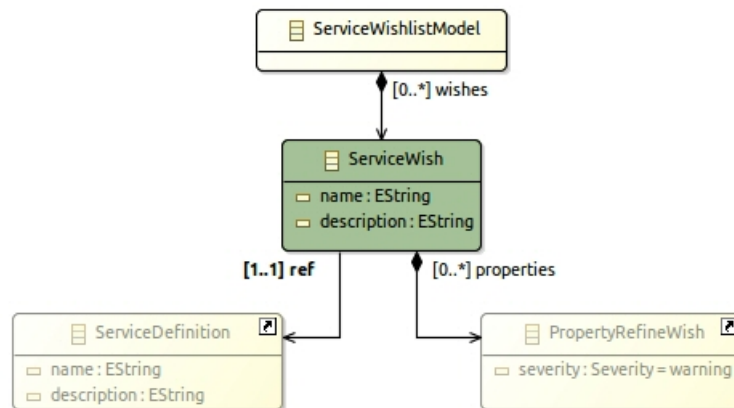 ServiceWishlistModel
[0..*] wishes
ServiceWish
name : EString
description : EString
[1..1] ref
[0..*] properties
ServiceDefinition
name : EString
description : EString
PropertyRefineWish
severity : Severity = warning